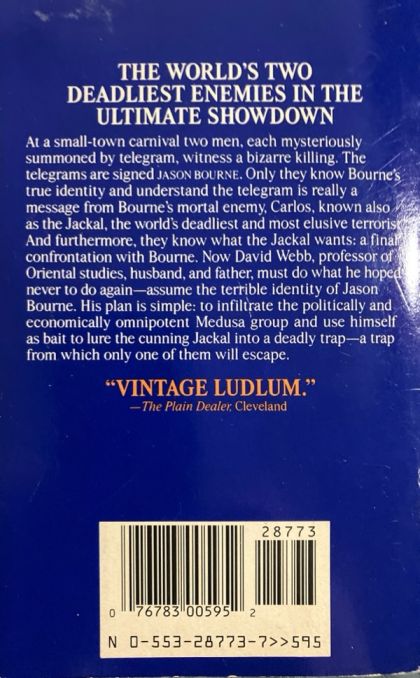 THE WORLD'S TWO
DEADLIEST ENEMIES IN THE
ULTIMATE SHOWDOWN
At a small-town carnival two men, each mysteriously
summoned by telegram, witness a bizarre killing. The
telegrams are signed JASON BOURNE. Only they know Bourne's
true identity and understand the telegram is really a
message from Bourne's mortal enemy, Carlos, known also
as the Jackal, the world's deadliest and most elusive terrorist
And furthermore, they know what the Jackal wants: a final
confrontation with Bourne. Now David Webb, professor of
Oriental studies, husband, and father, must do what he hoped
never to do again—assume the terrible identity of Jason
Bourne. His plan is simple: to infiltrate the politically and
economically omnipotent Medusa group and use himself
as bait to lure the cunning Jackal into a deadly trap—a trap
from which only one of them will escape.
"VINTAGE LUDLUM."
—The Plain Dealer, Cleveland
28773
0 76783 00595 2
N 0-553-28773-7>>595